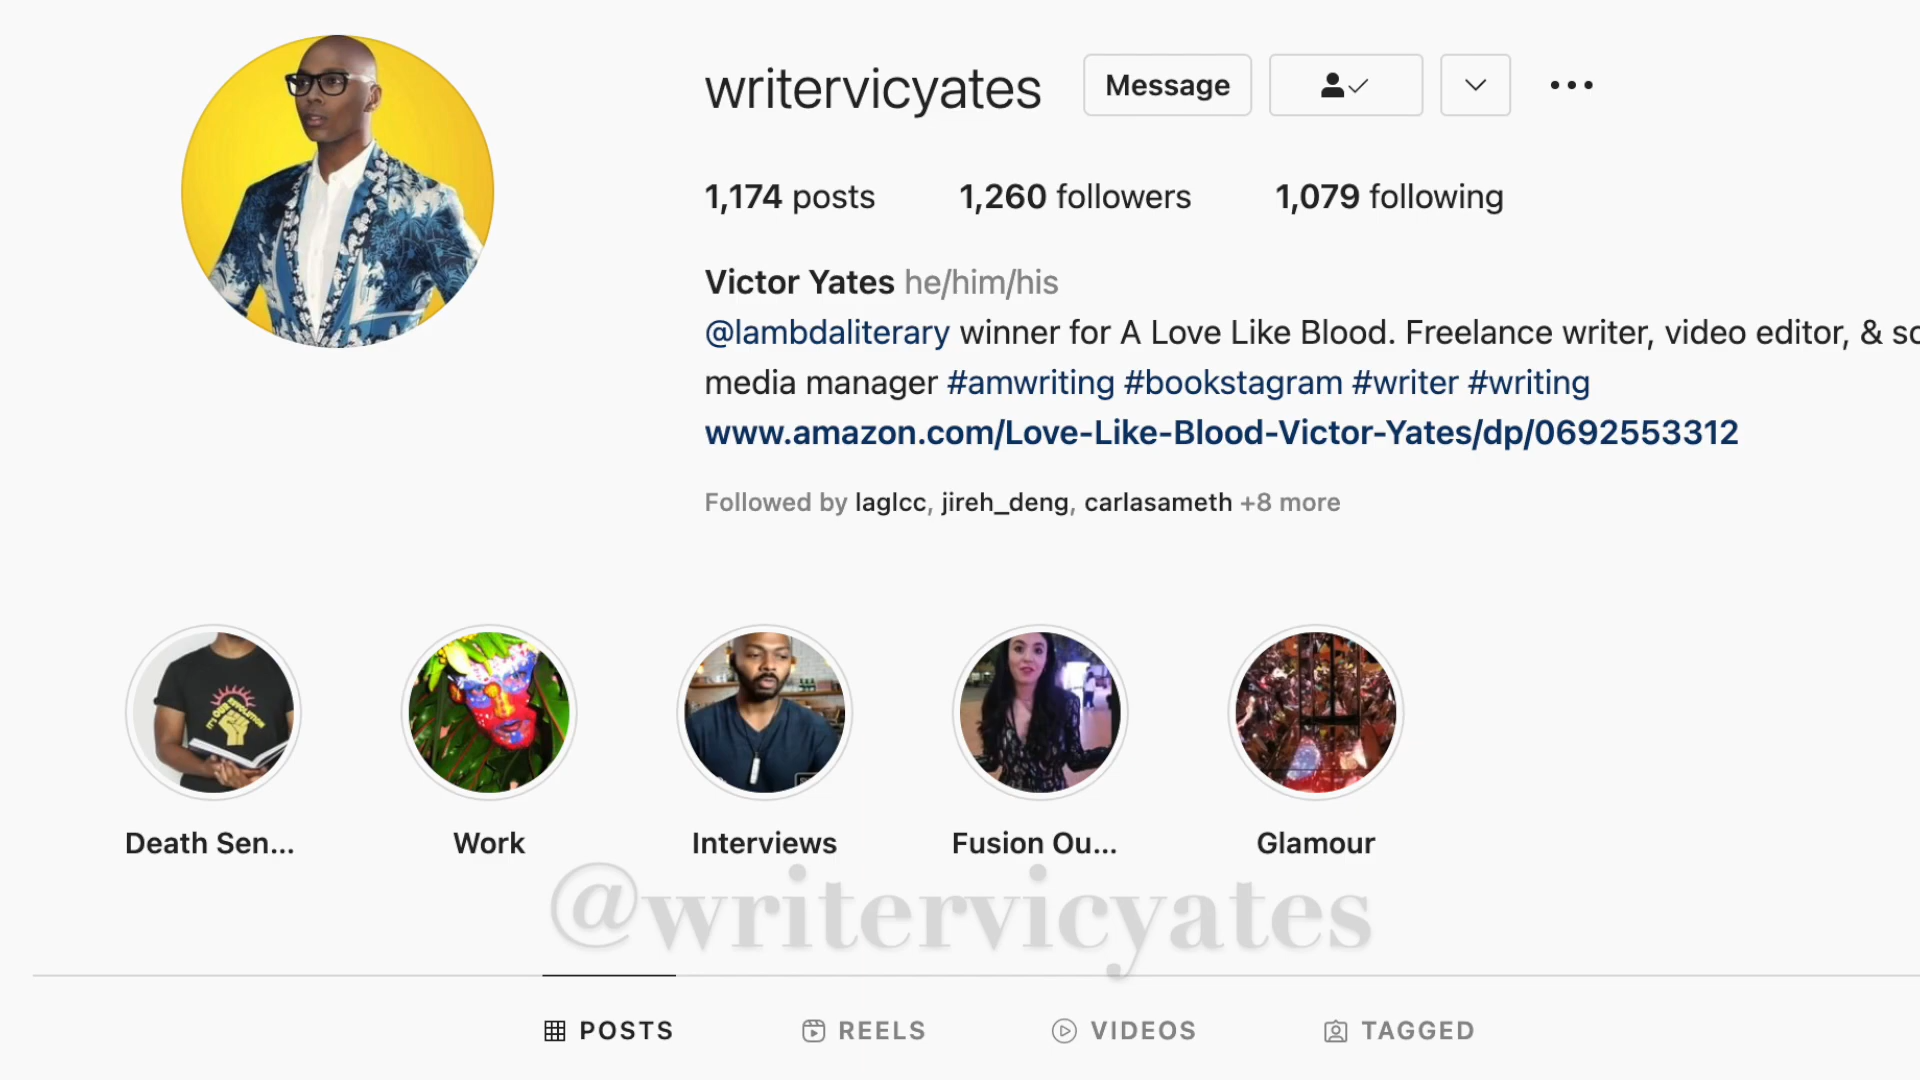 writervicyates
Message
1,174 posts
1,260 followers
1,079 following
Victor Yates he/him/his
@lambdaliterary winner for A Love Like Blood. Freelance writer, video editor, & so
media manager #amwriting #bookstagram #writer #writing
www.amazon.com/Love-Like-Blood-Victor-Yates/dp/0692553312
Followed by laglcc, jireh_deng, carlasameth +8 more
IT'S OUR REVOLUTION
Death Sen...
Work
Interviews
Fusion Ou...
Glamour
@writervicyates
POSTS
REELS
VIDEOS
TAGGED